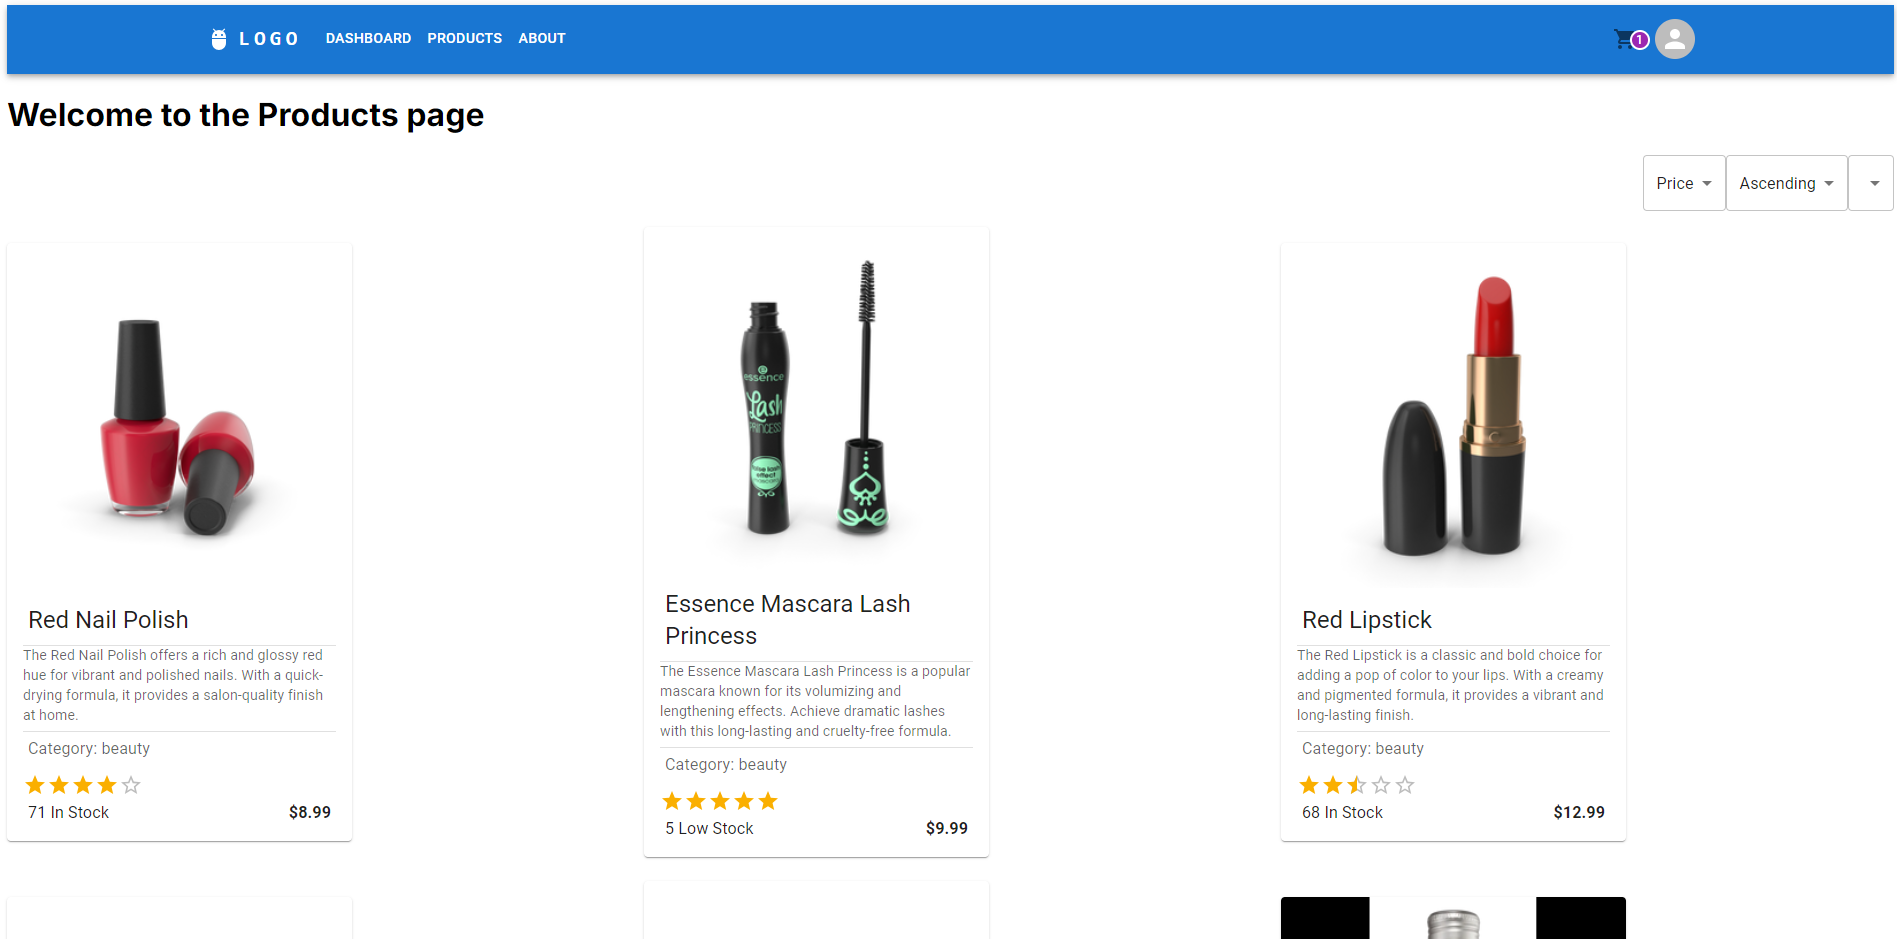 LOGO
DASHBOARD
PRODUCTS
ABOUT
1
Welcome to the Products page
Price
Ascending
Red Nail Polish
The Red Nail Polish offers a rich and glossy red
hue for vibrant and polished nails. With a quick-
drying formula, it provides a salon-quality finish
at home.
Category: beauty
71 In Stock
$8.99
essence
Lash
PRINCESS
false lash
effect
mascara
Essence Mascara Lash
Princess
The Essence Mascara Lash Princess is a popular
mascara known for its volumizing and
lengthening effects. Achieve dramatic lashes
with this long-lasting and cruelty-free formula.
Category: beauty
5 Low Stock
$9.99
Red Lipstick
The Red Lipstick is a classic and bold choice for
adding a pop of color to your lips. With a creamy
and pigmented formula, it provides a vibrant and
long-lasting finish.
Category: beauty
68 In Stock
$12.99